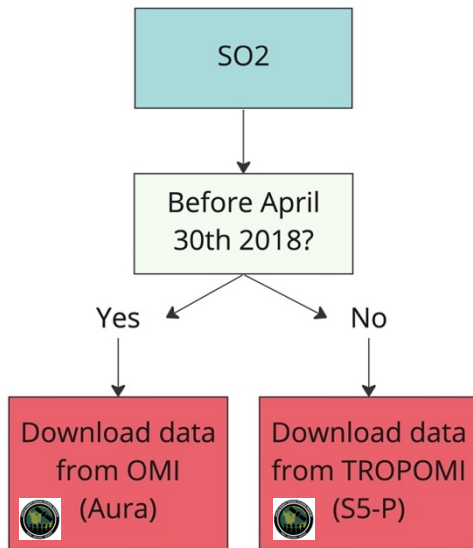 SO2
Before April
30th 2018?
Yes
No
Download data
from OMI
(Aura)
Download data
from TROPOMI
(S5-P)